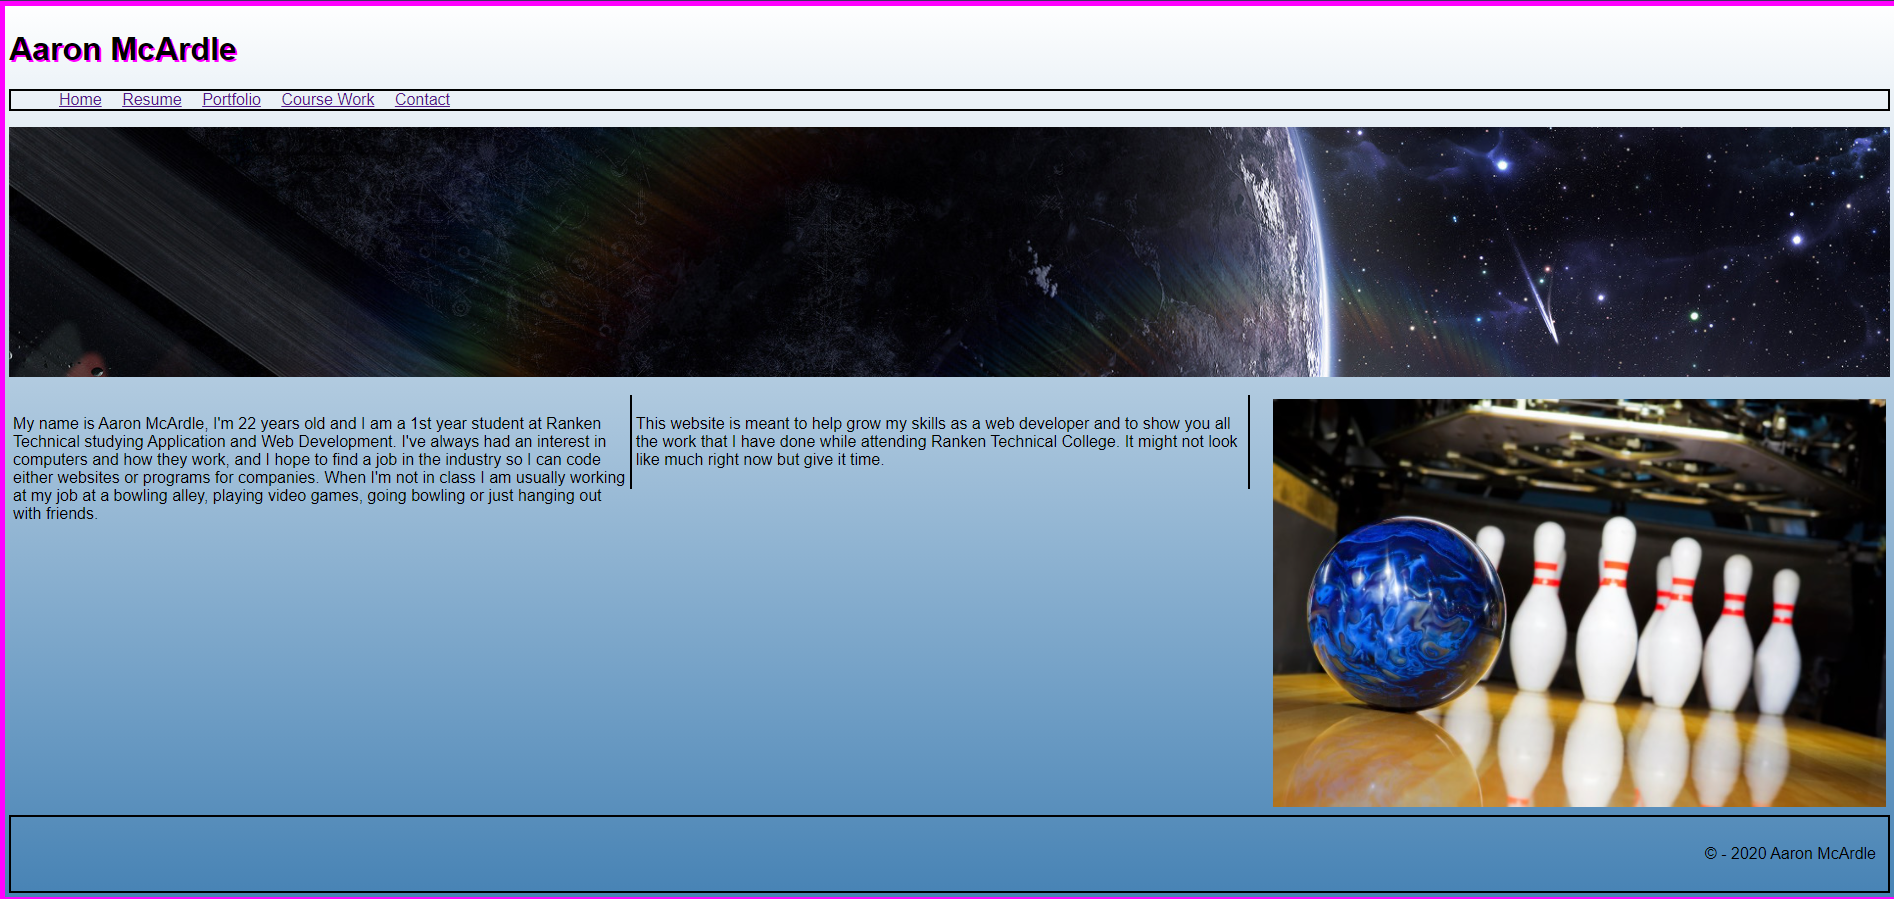 Aaron McArdle
Home Resume Portfolio Course Work Contact
My name is Aaron McArdle, I'm 22 years old and I am a 1st year student at Ranken
Technical studying Application and Web Development. I've always had an interest in
computers and how they work, and I hope to find a job in the industry so I can code
either websites or programs for companies. When I'm not in class I am usually working
at my job at a bowling alley, playing video games, going bowling or just hanging out
with friends.
This website is meant to help grow my skills as a web developer and to show you all
the work that I have done while attending Ranken Technical College. It might not look
like much right now but give it time.
© - 2020 Aaron McArdle